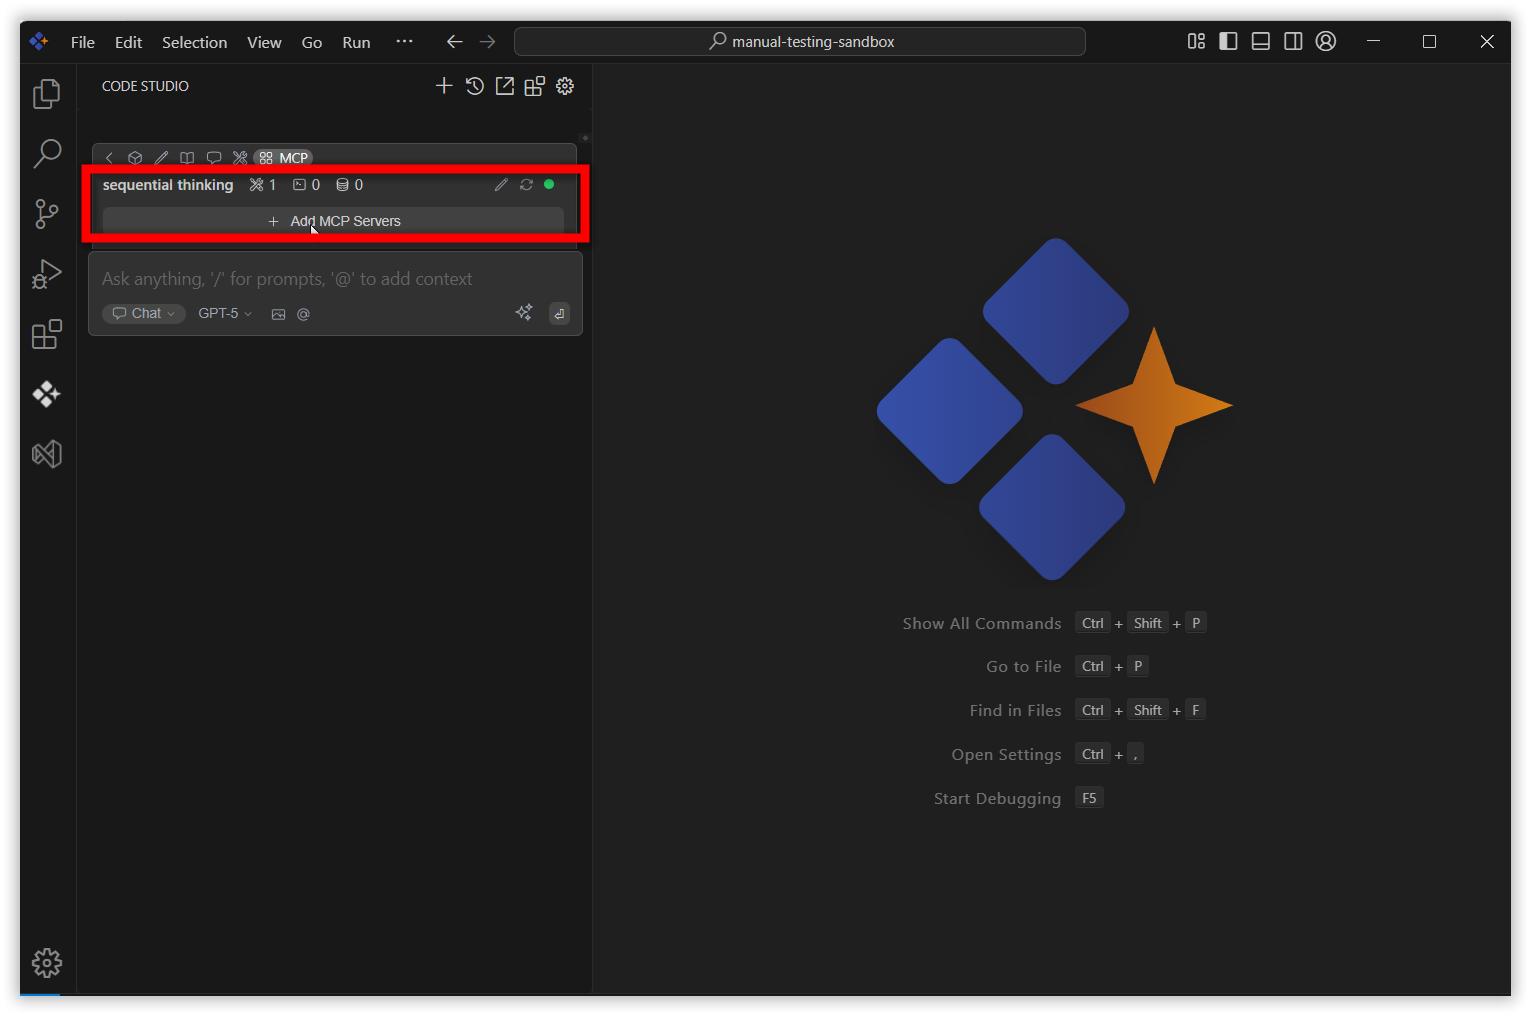 File Edit Selection View Go Run ··· manual-testing-sandbox
CODE STUDIO
MCP
sequential thinking 1 0 0
+ Add MCP Servers
Ask anything, '/' for prompts, '@' to add context
Chat GPT-5 @
Show All Commands Ctrl + Shift + P
Go to File Ctrl + P
Find in Files Ctrl + Shift + F
Open Settings Ctrl + ,
Start Debugging F5